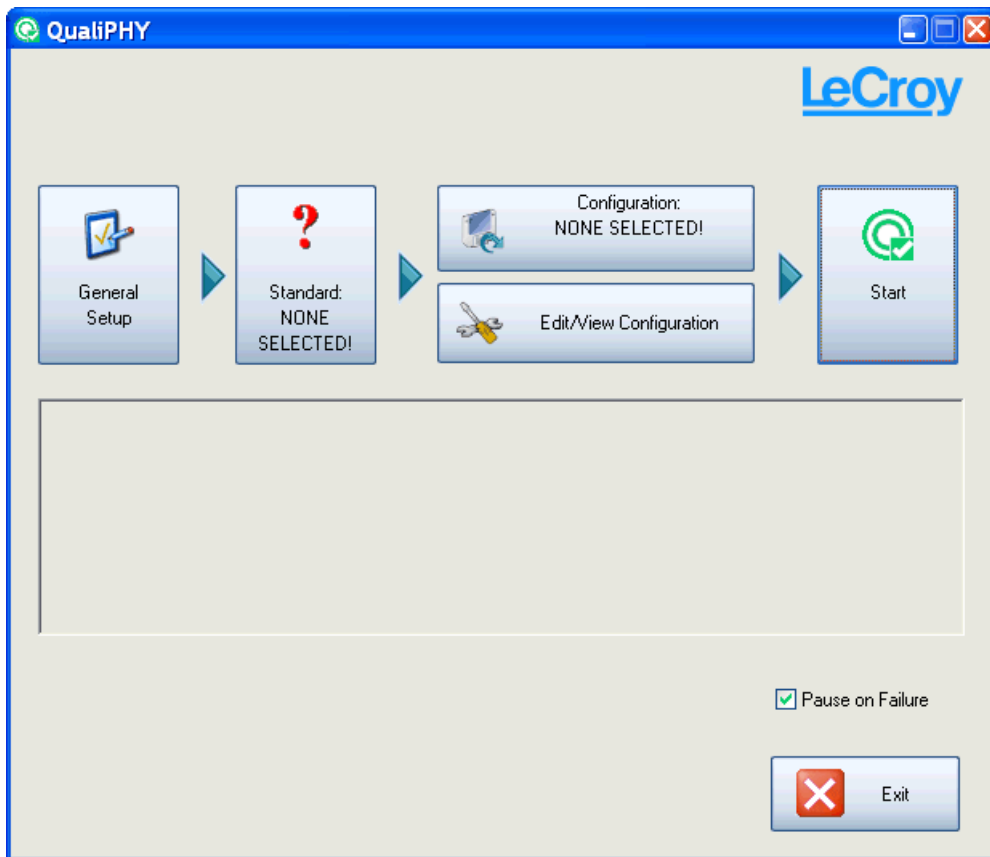 QualiPHY
LeCroy
General
Setup
Standard:
NONE
SELECTED!
Configuration:
NONE SELECTED!
Edit/View Configuration
Start
Pause on Failure
Exit